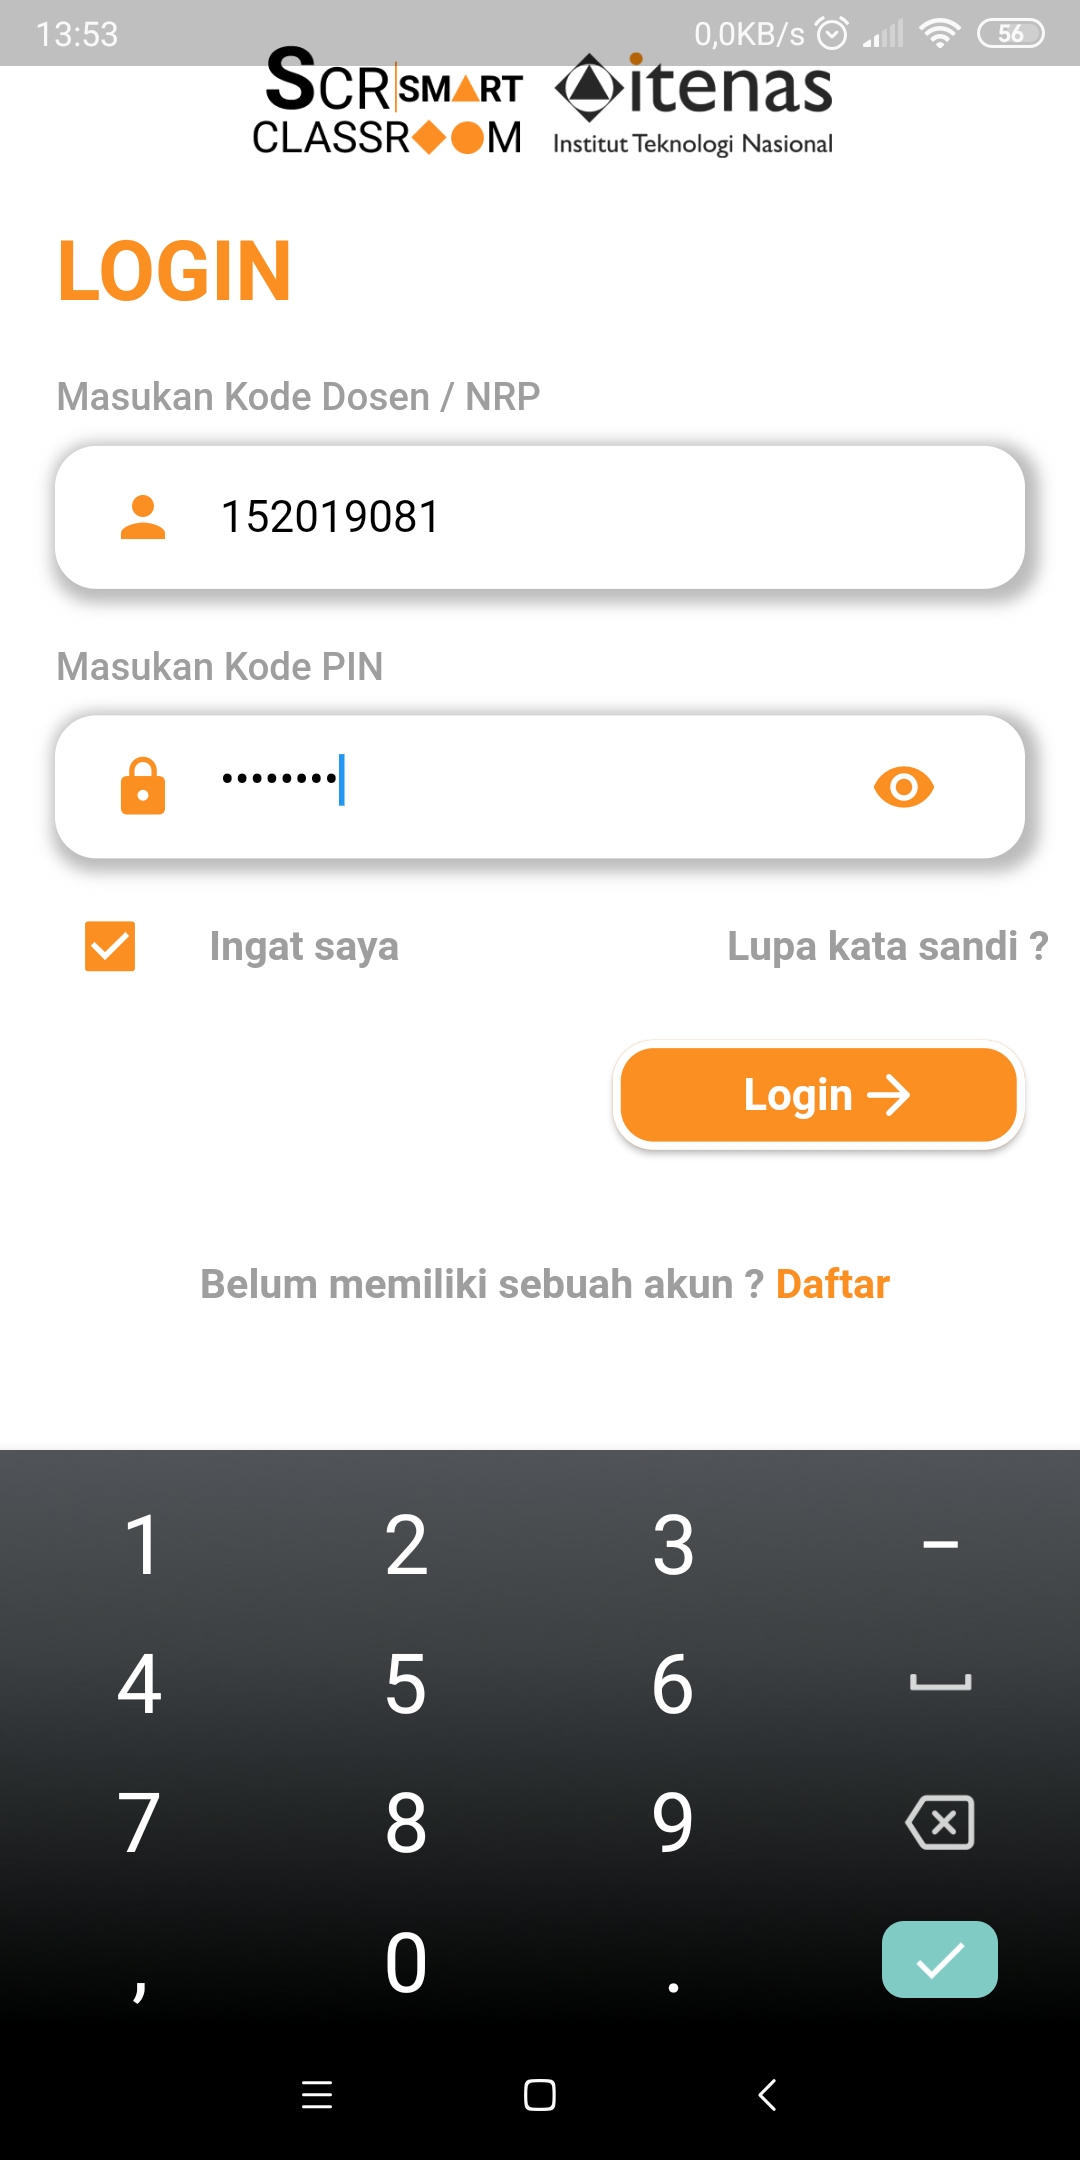 13:53 0,0KB/s 56
SCR SMART
CLASSROOM
itenas
Institut Teknologi Nasional
LOGIN
Masukan Kode Dosen / NRP
152019081
Masukan Kode PIN
••••••••
Ingat saya Lupa kata sandi ?
Login →
Belum memiliki sebuah akun ? Daftar
1 2 3 –
4 5 6
7 8 9
, 0 .